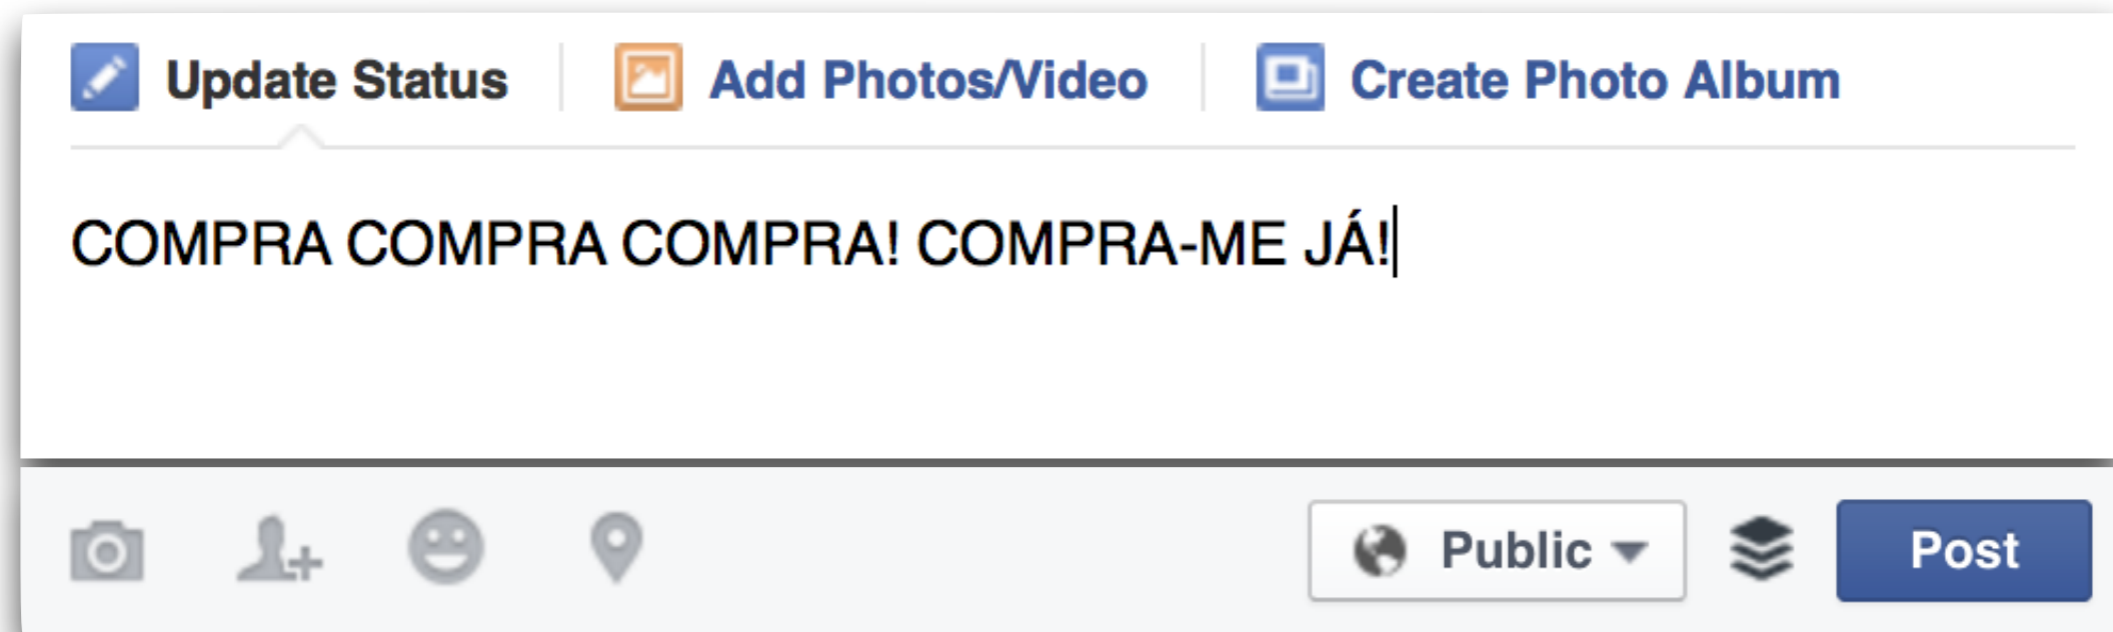 Update Status Add Photos/Video Create Photo Album
COMPRA COMPRA COMPRA! COMPRA-ME JÁ!
Public Post